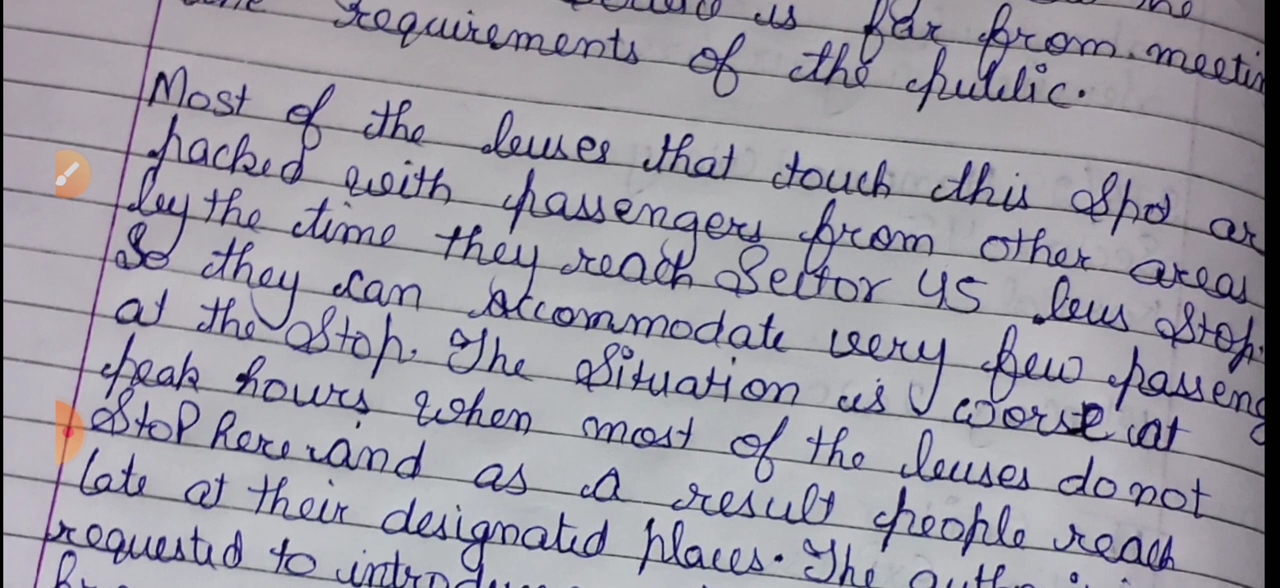 is far from meetin
requirements of the public.
Most of the buses that touch this Spot ar
packed with passengers from other areas
by the time they reach Sector 45 bus Stop.
So they can accommodate very few passeng
at the Stop. The Situation is worse at
peak hours when most of the buses do not
Stop here and as a result people reach
late at their designated places. The auth
requested to introd